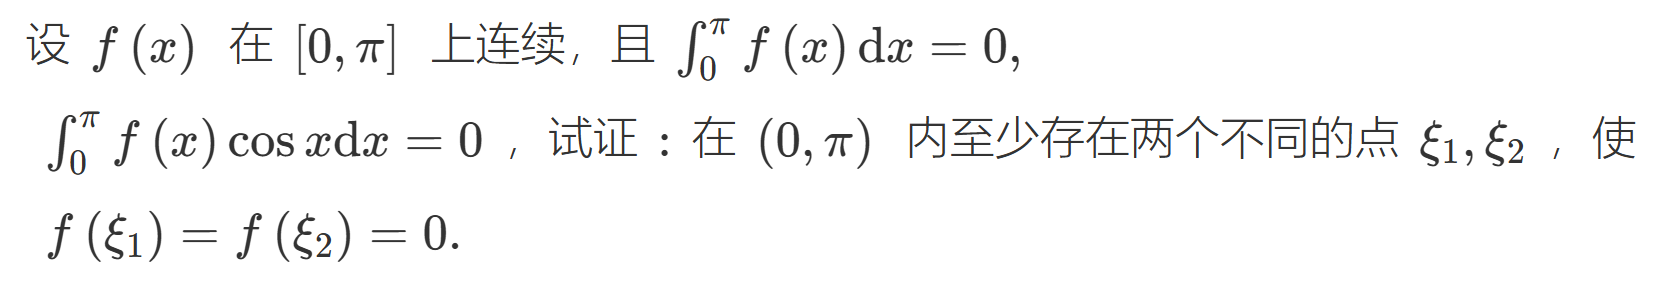 设 f (x) 在 [0, π] 上连续, 且 ∫₀^π f (x) dx = 0,
∫₀^π f (x) cos xdx = 0 , 试证 : 在 (0, π) 内至少存在两个不同的点 ξ₁, ξ₂ , 使
f (ξ₁) = f (ξ₂) = 0.